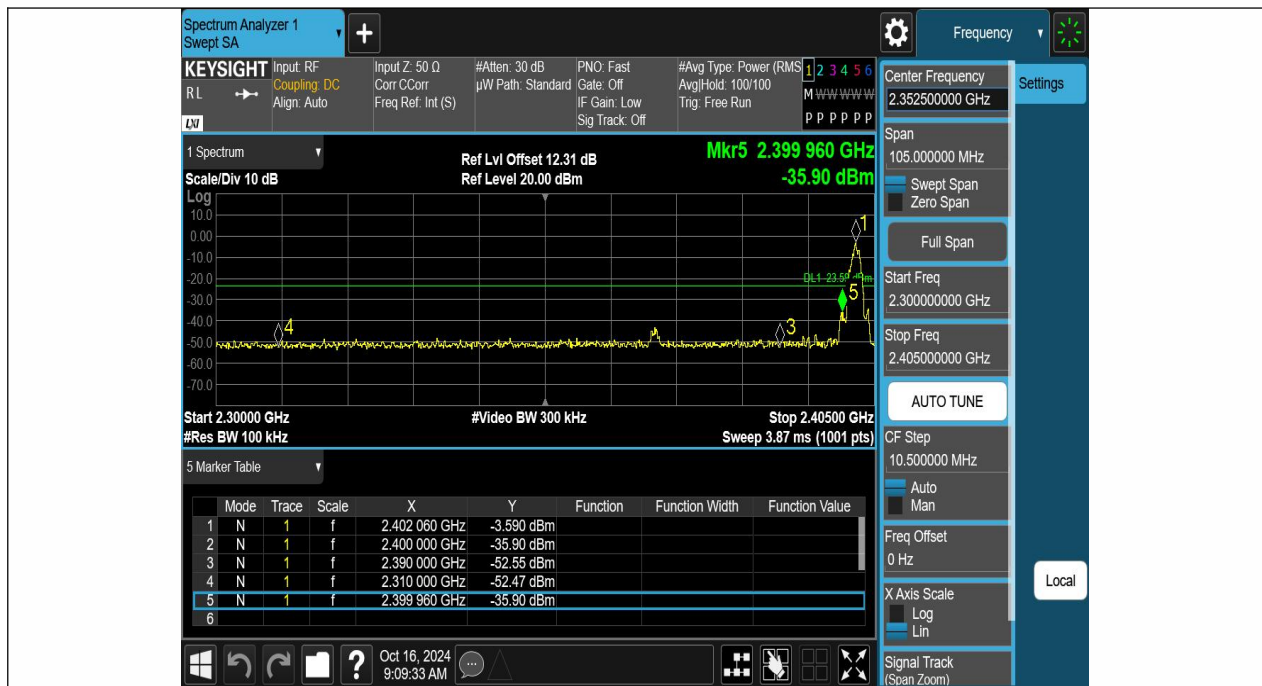 Spectrum Analyzer 1
Swept SA
+
Frequency
KEYSIGHT
RL
LXI
Input: RF
Coupling: DC
Align: Auto
Input Z: 50 Ω
Corr CCorr
Freq Ref: Int (S)
#Atten: 30 dB
µW Path: Standard
PNO: Fast
Gate: Off
IF Gain: Low
Sig Track: Off
#Avg Type: Power (RMS
Avg|Hold: 100/100
Trig: Free Run
1 2 3 4 5 6
M W W W W W
P P P P P P
1 Spectrum
Scale/Div 10 dB
Ref Lvl Offset 12.31 dB
Ref Level 20.00 dBm
Mkr5 2.399 960 GHz
-35.90 dBm
Log
10.0
0.00
-10.0
-20.0
-30.0
-40.0
-50.0
-60.0
-70.0
1
DL1 -23.59 dBm
5
4
3
Start 2.30000 GHz
#Video BW 300 kHz
Stop 2.40500 GHz
#Res BW 100 kHz
Sweep 3.87 ms (1001 pts)
5 Marker Table
Mode Trace Scale X Y Function Function Width Function Value
1 N 1 f 2.402 060 GHz -3.590 dBm
2 N 1 f 2.400 000 GHz -35.90 dBm
3 N 1 f 2.390 000 GHz -52.55 dBm
4 N 1 f 2.310 000 GHz -52.47 dBm
5 N 1 f 2.399 960 GHz -35.90 dBm
6
?
Oct 16, 2024
9:09:33 AM
Center Frequency
2.352500000 GHz
Span
105.000000 MHz
Swept Span
Zero Span
Full Span
Start Freq
2.300000000 GHz
Stop Freq
2.405000000 GHz
AUTO TUNE
CF Step
10.500000 MHz
Auto
Man
Freq Offset
0 Hz
X Axis Scale
Log
Lin
Signal Track
(Span Zoom)
Settings
Local